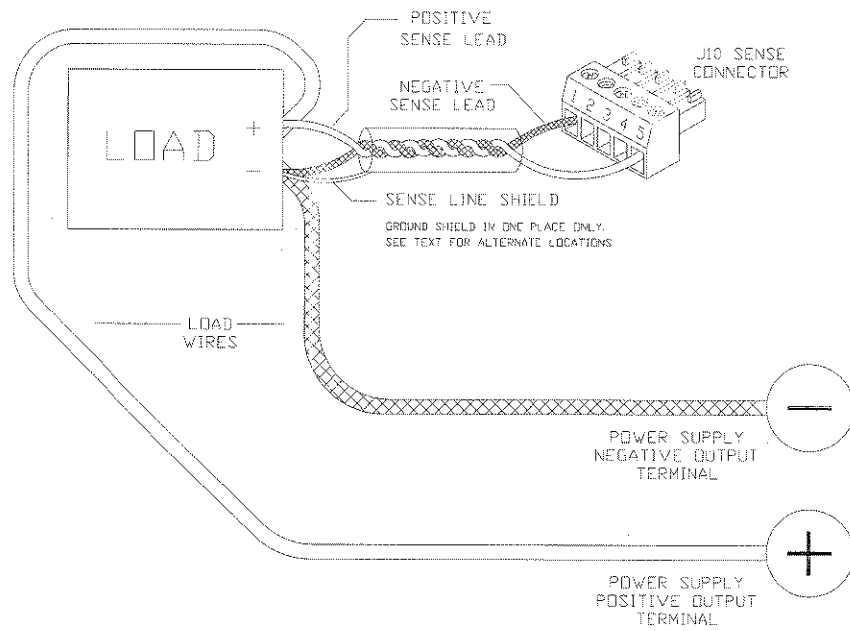 POSITIVE
SENSE LEAD
NEGATIVE
SENSE LEAD
J10 SENSE
CONNECTOR
1 2 3 4 5
LOAD
+
−
SENSE LINE SHIELD
GROUND SHIELD IN ONE PLACE ONLY.
SEE TEXT FOR ALTERNATE LOCATIONS
LOAD
WIRES
−
POWER SUPPLY
NEGATIVE OUTPUT
TERMINAL
+
POWER SUPPLY
POSITIVE OUTPUT
TERMINAL